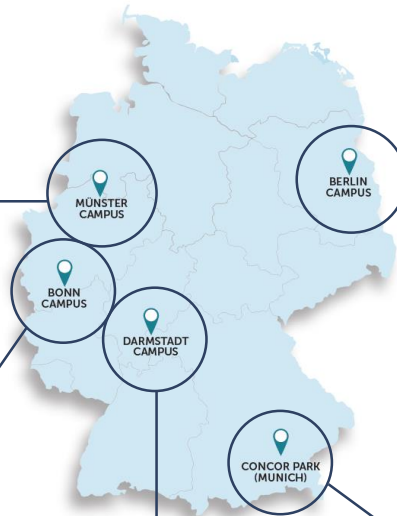 BERLIN
CAMPUS
MÜNSTER
CAMPUS
BONN
CAMPUS
DARMSTADT
CAMPUS
CONCOR PARK
(MUNICH)